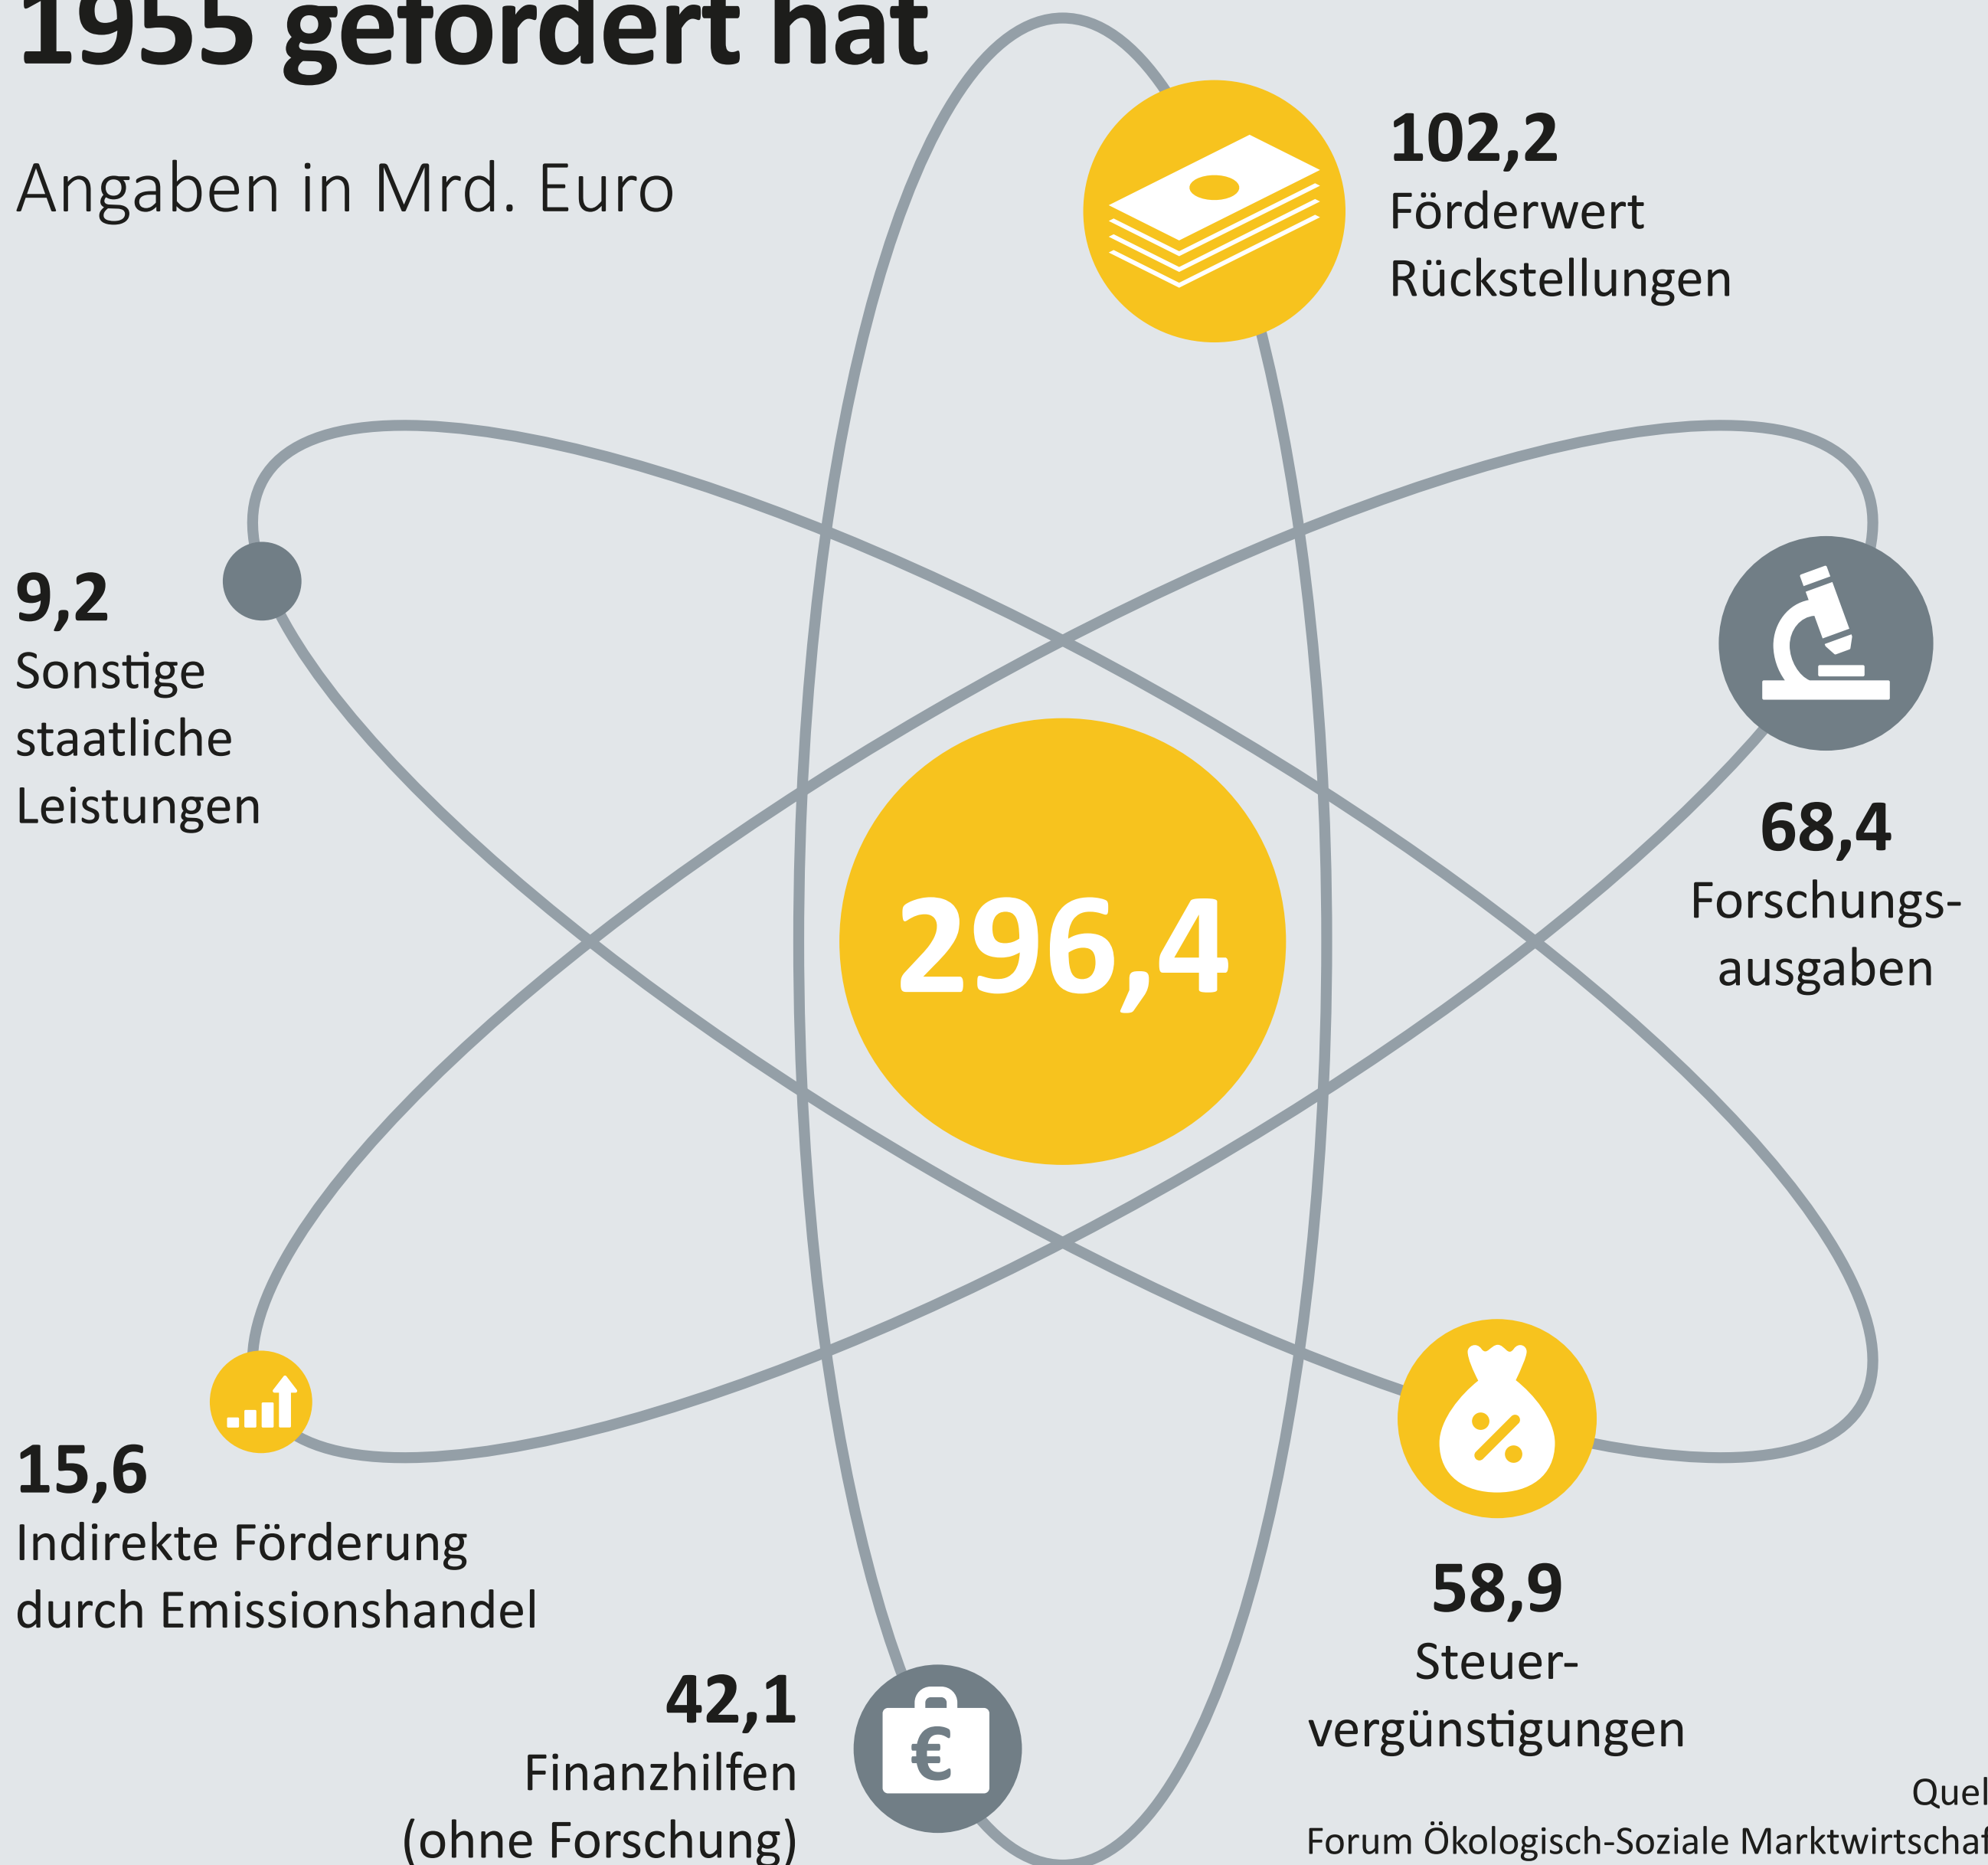 1955 gefördert hat
Angaben in Mrd. Euro
102,2
Förderwert
Rückstellungen
9,2
Sonstige
staatliche
Leistungen
68,4
Forschungs-
ausgaben
296,4
15,6
Indirekte Förderung
durch Emissionshandel
58,9
Steuer-
vergünstigungen
42,1
Finanzhilfen
(ohne Forschung)
Forum Ökologisch-Soziale